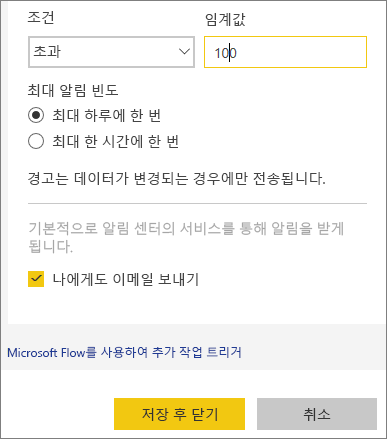 조건 임계값
초과 100
최대 알림 빈도
최대 하루에 한 번
최대 한 시간에 한 번
경고는 데이터가 변경되는 경우에만 전송됩니다.
기본적으로 알림 센터의 서비스를 통해 알림을 받게
됩니다.
나에게도 이메일 보내기
Microsoft Flow를 사용하여 추가 작업 트리거
저장 후 닫기 취소